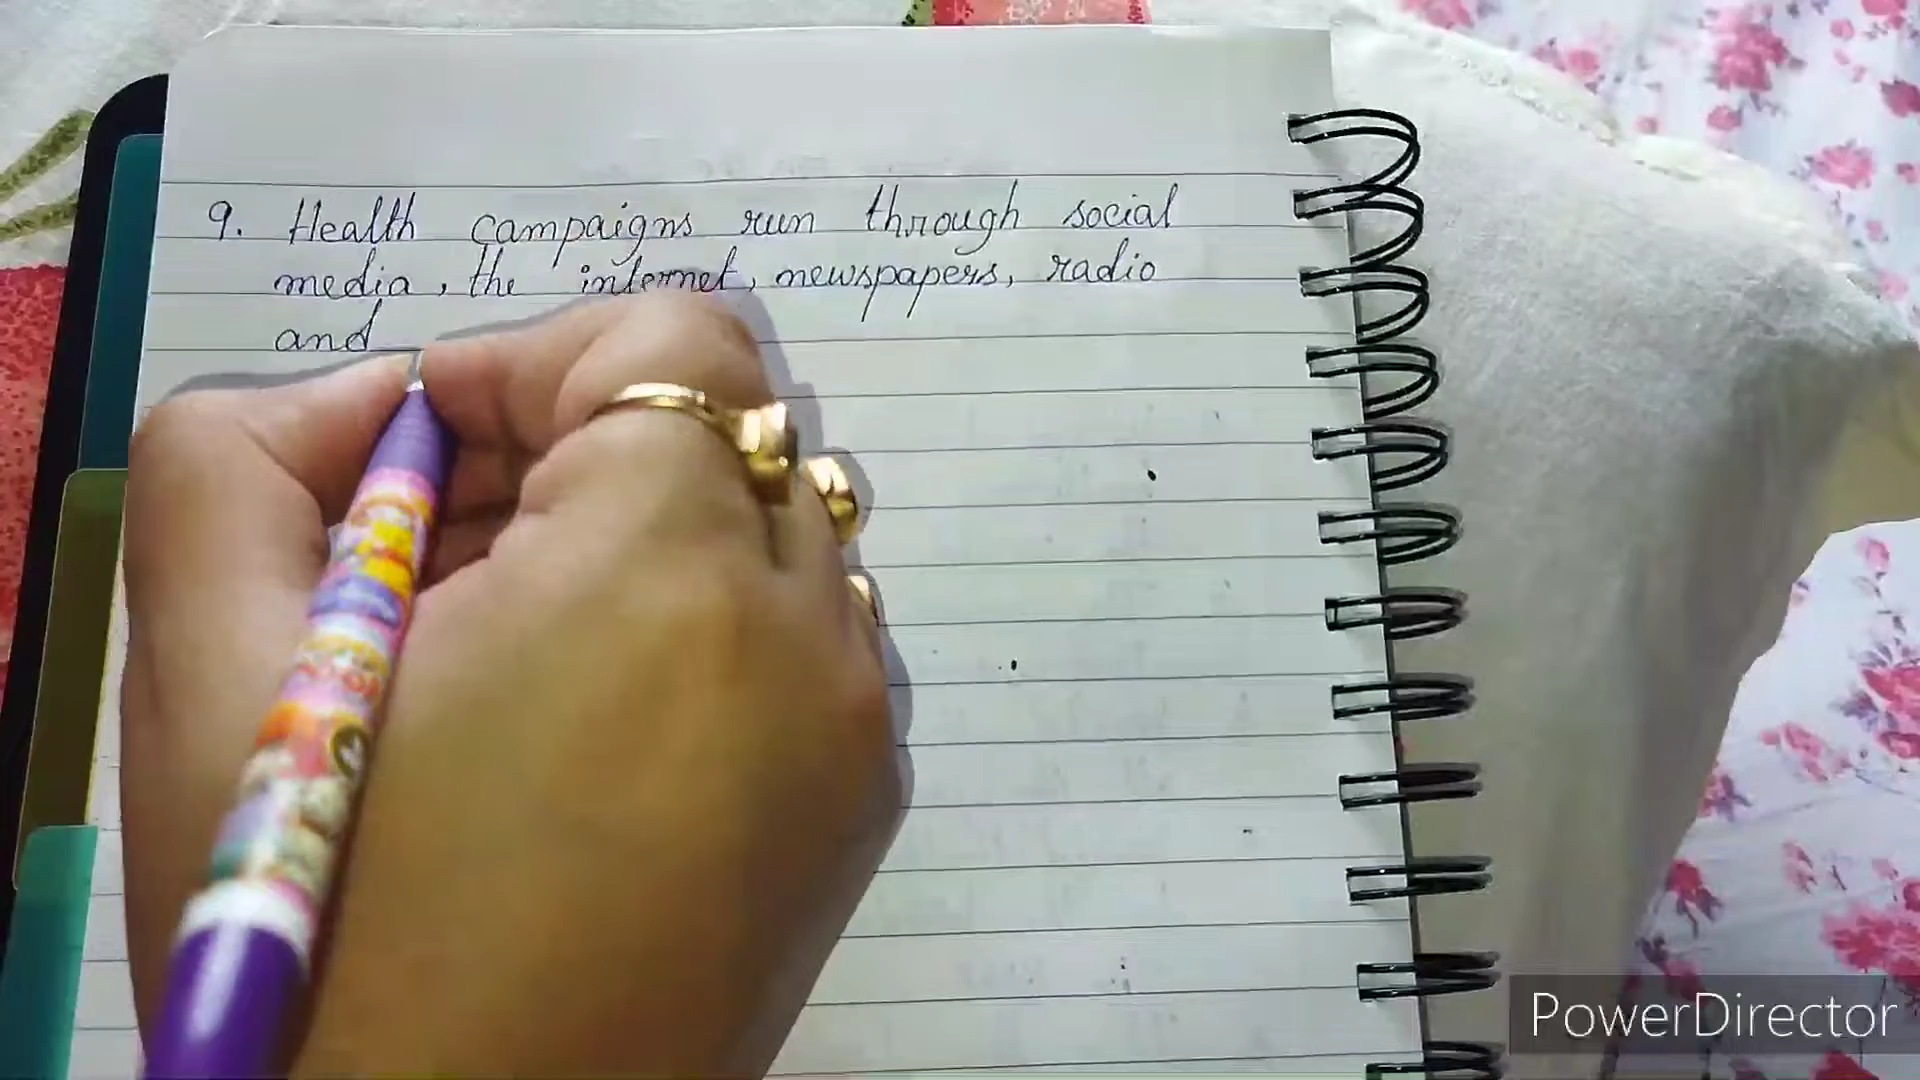 9. Health campaigns run through social
media, the internet, newspapers, radio
and
PowerDirector